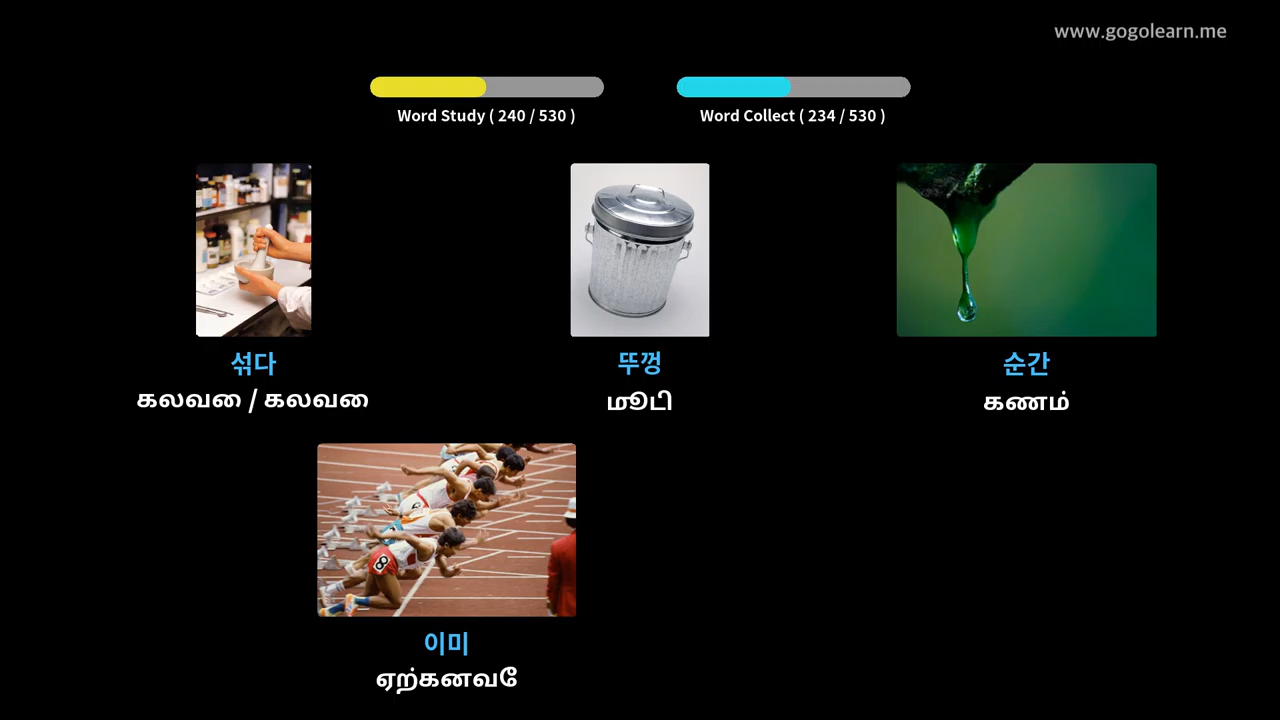 www.gogolearn.me
Word Study ( 240 / 530 )
Word Collect ( 234 / 530 )
섞다
கலவை / கலவை
뚜껑
மூடி
순간
கணம்
8
이미
ஏற்கனவே